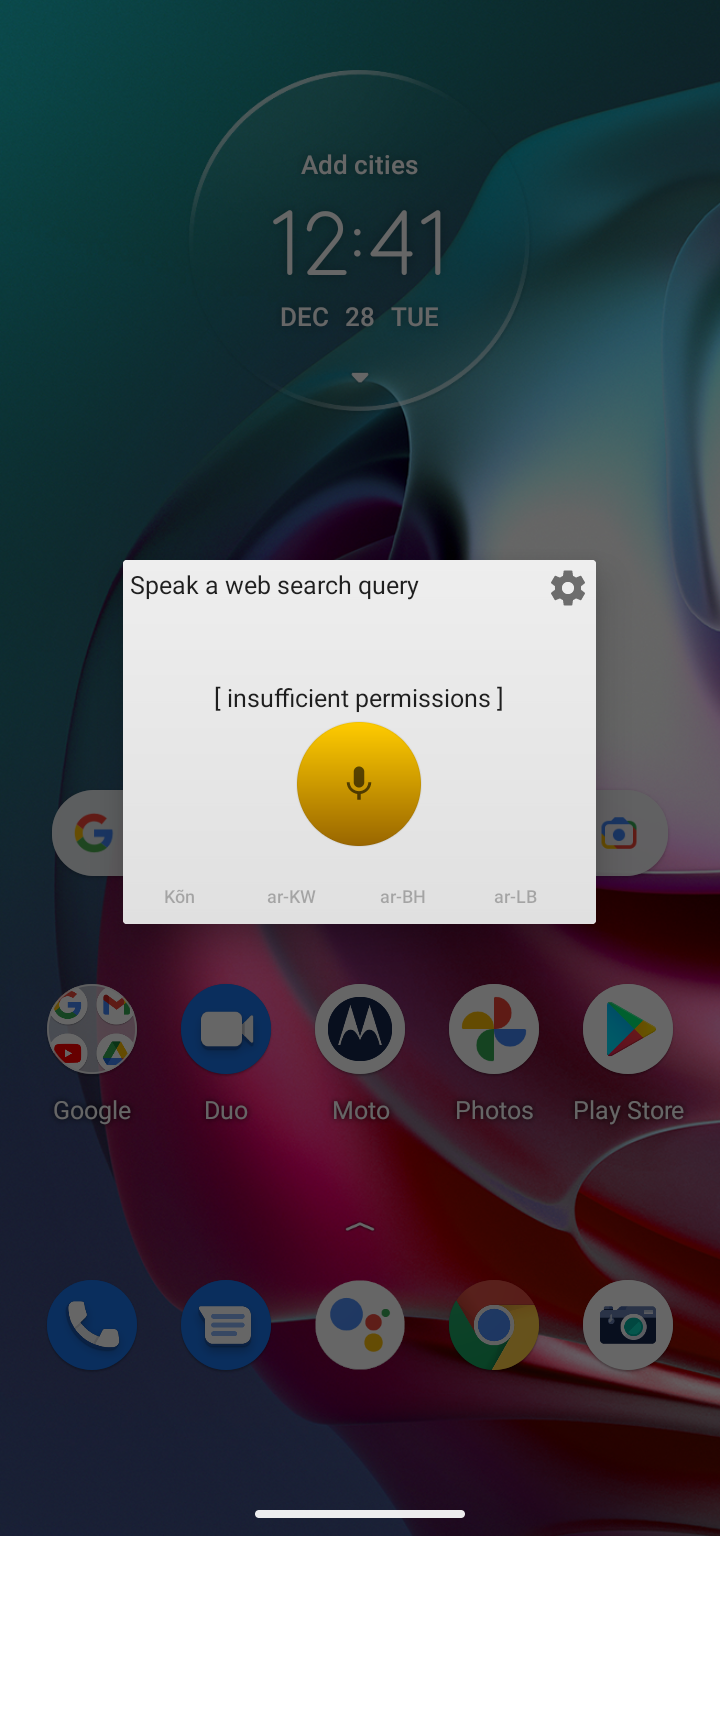 Add cities
12:41
DEC 28 TUE
Speak a web search query
[ insufficient permissions ]
Kõn ar-KW ar-BH ar-LB
Google Duo Moto Photos Play Store